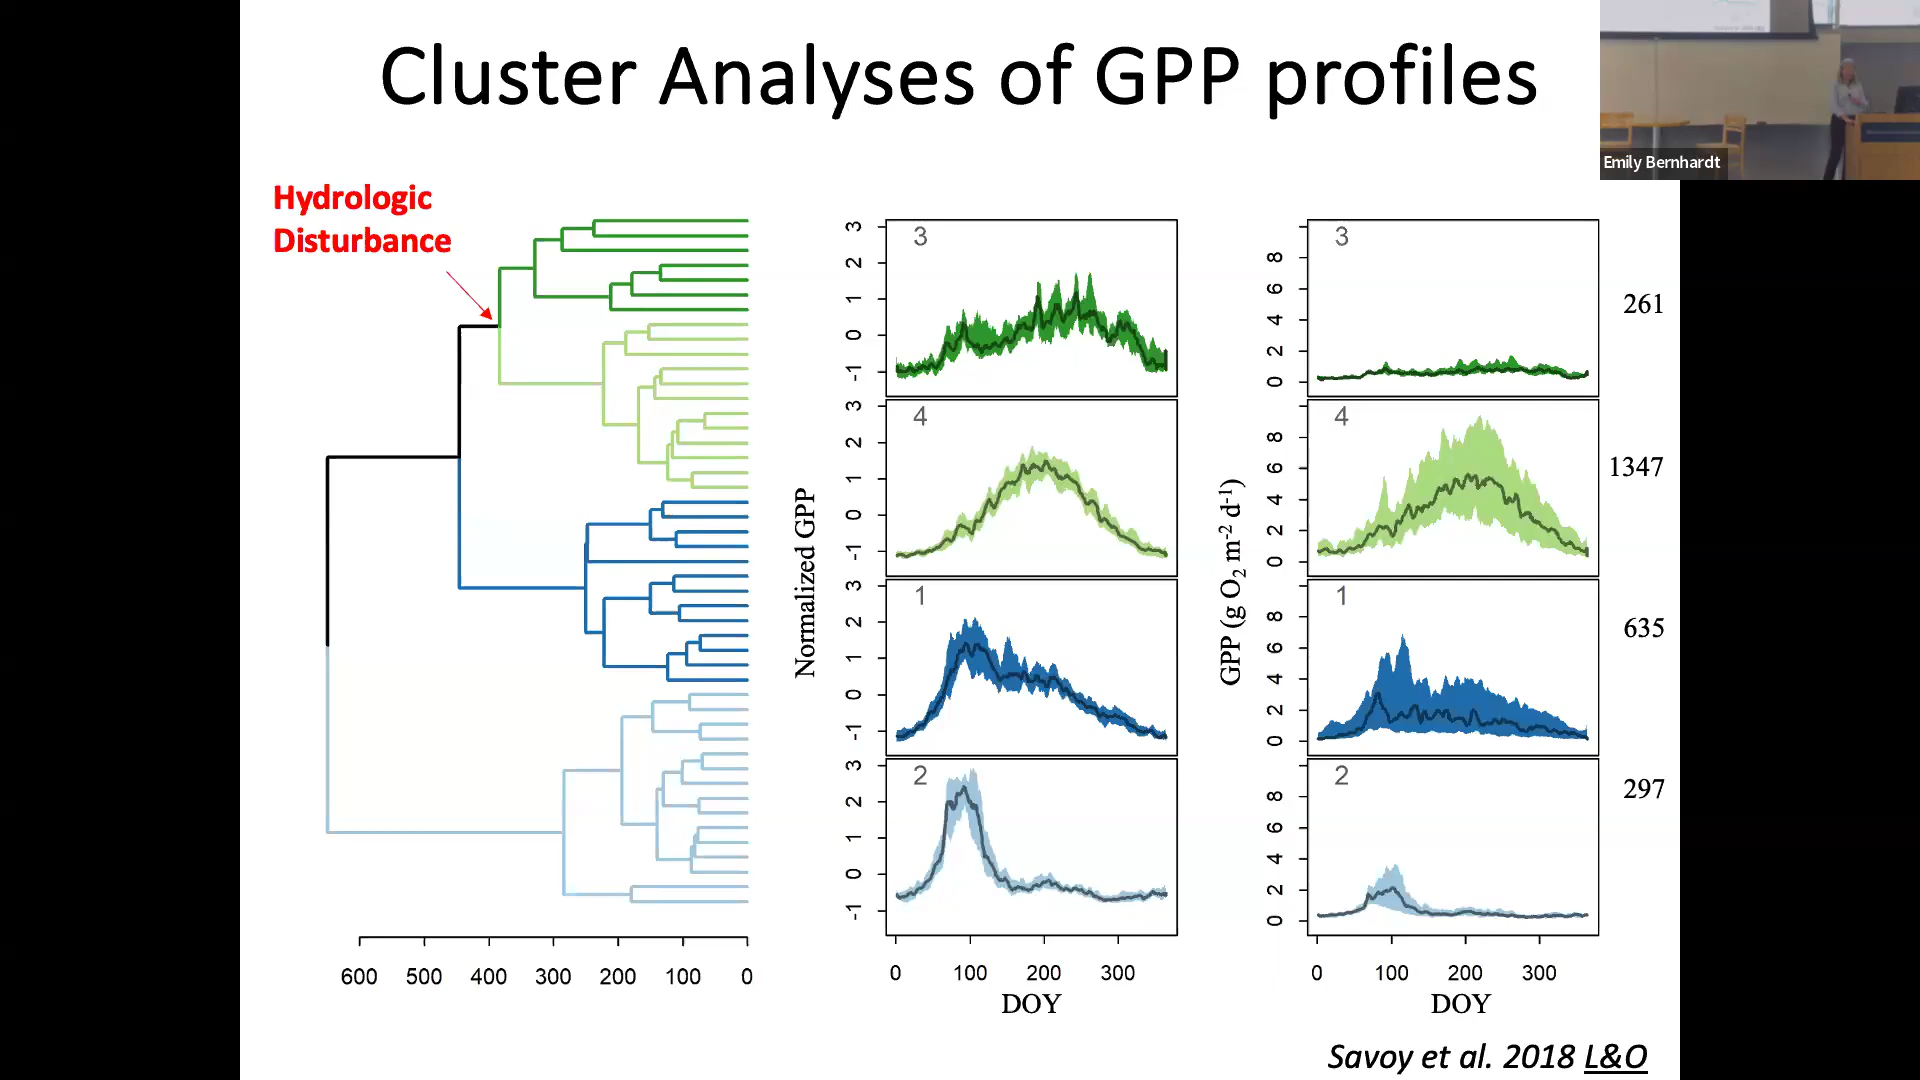 Cluster Analyses of GPP profiles
Emily Bernhardt
Hydrologic
Disturbance
600 500 400 300 200 100 0
Normalized GPP
3
3 2 1 0 -1
4
3 2 1 0 -1
1
3 2 1 0 -1
2
3 2 1 0 -1
0 100 200 300
DOY
GPP (g O2 m-2 d-1)
3
8 6 4 2 0
4
8 6 4 2 0
1
8 6 4 2 0
2
8 6 4 2 0
0 100 200 300
DOY
261
1347
635
297
Savoy et al. 2018 L&O